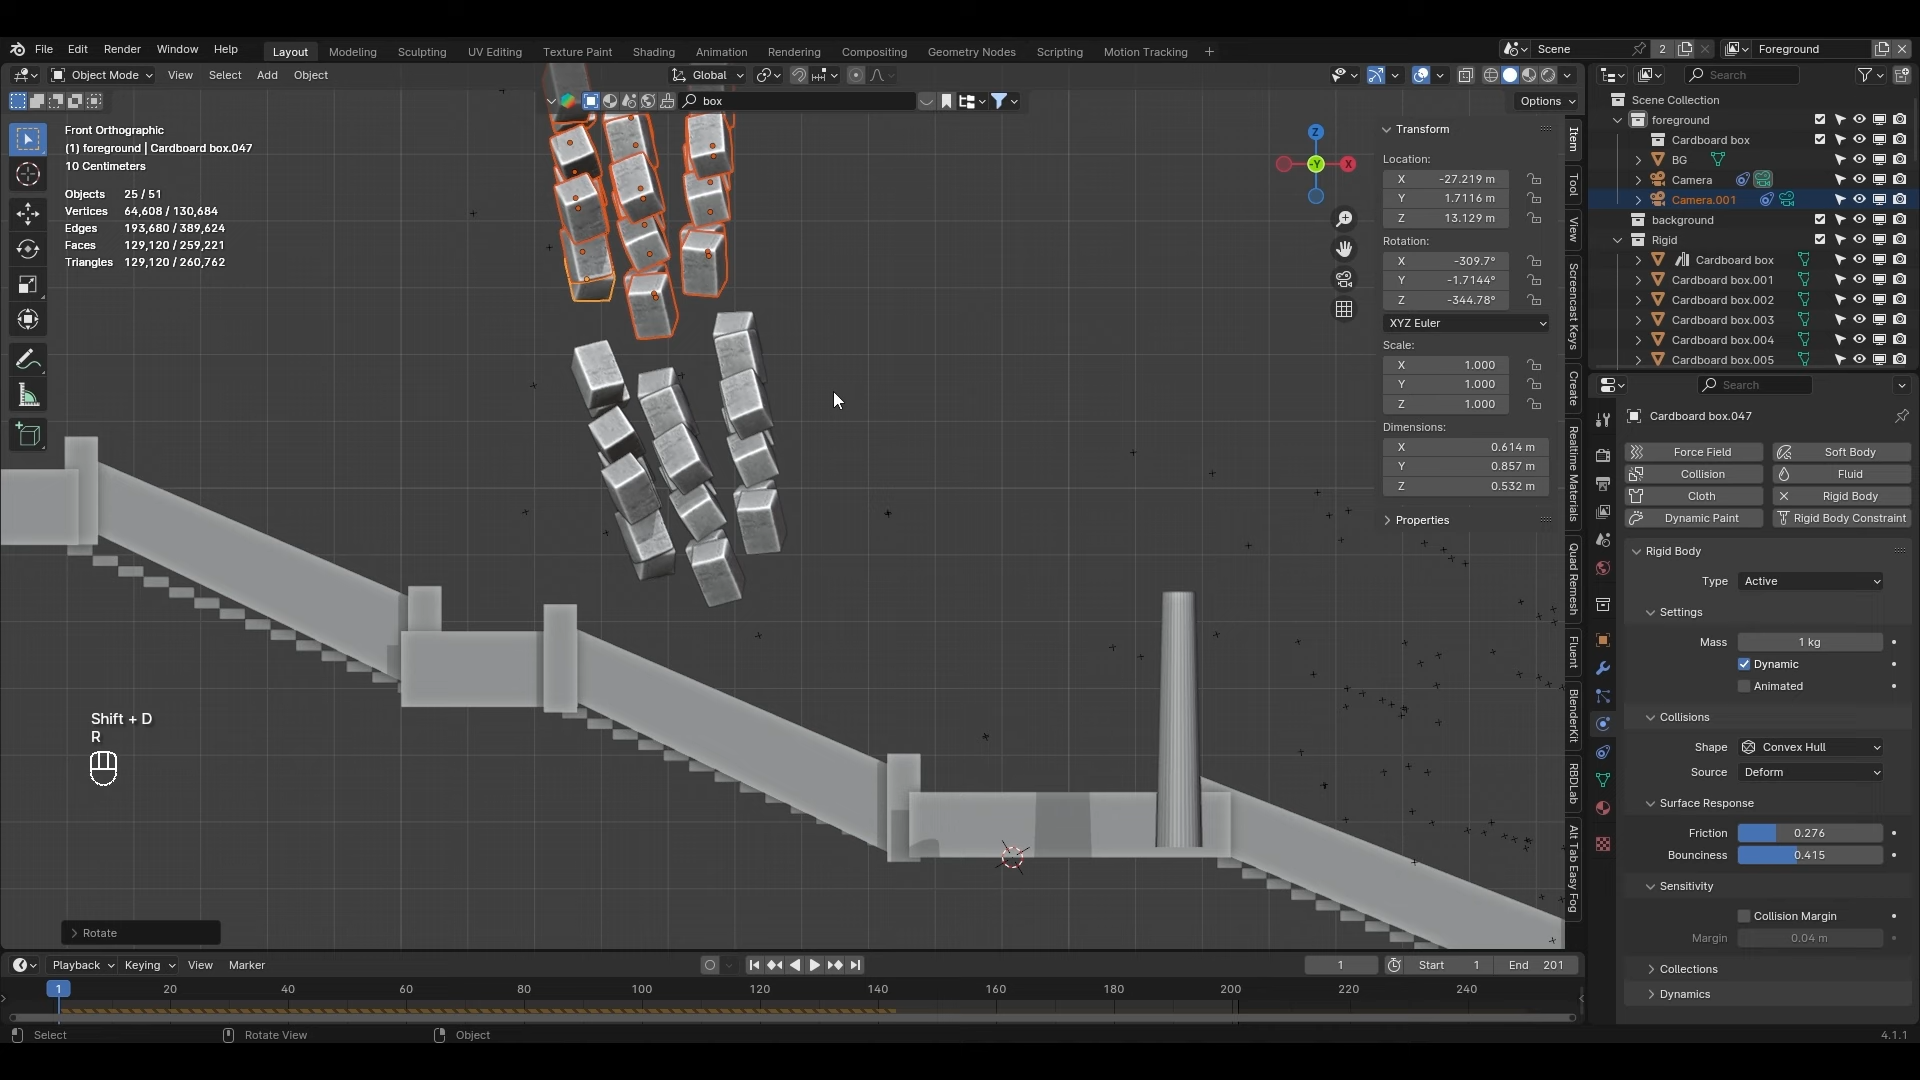 File Edit Render Window Help
Layout Modeling Sculpting UV Editing Texture Paint Shading Animation Rendering Compositing Geometry Nodes Scripting Motion Tracking +
Scene 2 Foreground
Object Mode View Select Add Object
Global
Search
box
Options
Front Orthographic
(1) foreground | Cardboard box.047
10 Centimeters
Objects 25 / 51
Vertices 64,608 / 130,684
Edges 193,680 / 389,624
Faces 129,120 / 259,221
Triangles 129,120 / 260,762
Z
-Y
X
Transform
Location:
X -27.219 m
Y 1.7116 m
Z 13.129 m
Rotation:
X -309.7°
Y -1.7144°
Z -344.78°
XYZ Euler
Scale:
X 1.000
Y 1.000
Z 1.000
Dimensions:
X 0.614 m
Y 0.857 m
Z 0.532 m
Properties
Item
Tool
View
Screencast Keys
Create
Realtime Materials
Quad Remesh
Fluent
BlenderKit
RBDLab
Alt Tab Easy Fog
Scene Collection
foreground
Cardboard box
BG
Camera
Camera.001
background
Rigid
Cardboard box
Cardboard box.001
Cardboard box.002
Cardboard box.003
Cardboard box.004
Cardboard box.005
Search
Cardboard box.047
Force Field Soft Body
Collision Fluid
Cloth Rigid Body
Dynamic Paint Rigid Body Constraint
Rigid Body
Type Active
Settings
Mass 1 kg
Dynamic
Animated
Collisions
Shape Convex Hull
Source Deform
Surface Response
Friction 0.276
Bounciness 0.415
Sensitivity
Collision Margin
Margin 0.04 m
Collections
Dynamics
Shift + D
R
Rotate
Playback Keying View Marker
1 Start 1 End 201
1 20 40 60 80 100 120 140 160 180 200 220 240
Select Rotate View Object
4.1.1